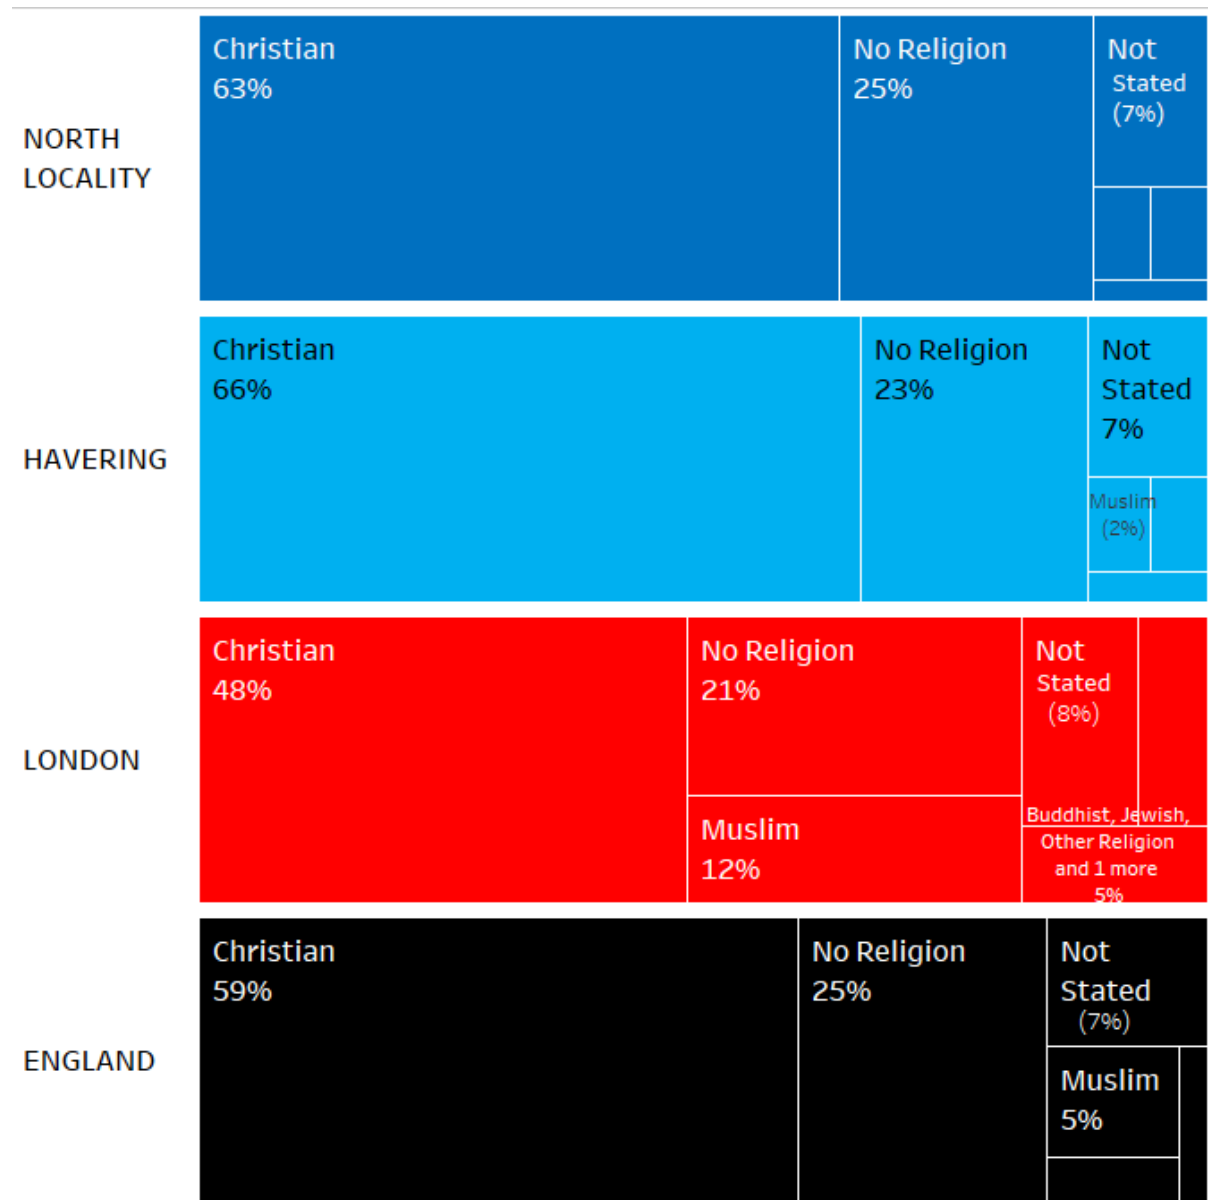 NORTH
LOCALITY
Christian
63%
No Religion
25%
Not
Stated
(7%)
HAVERING
Christian
66%
No Religion
23%
Not
Stated
7%
Muslim
(2%)
LONDON
Christian
48%
No Religion
21%
Muslim
12%
Not
Stated
(8%)
Buddhist, Jewish,
Other Religion
and 1 more
5%
ENGLAND
Christian
59%
No Religion
25%
Not
Stated
(7%)
Muslim
5%